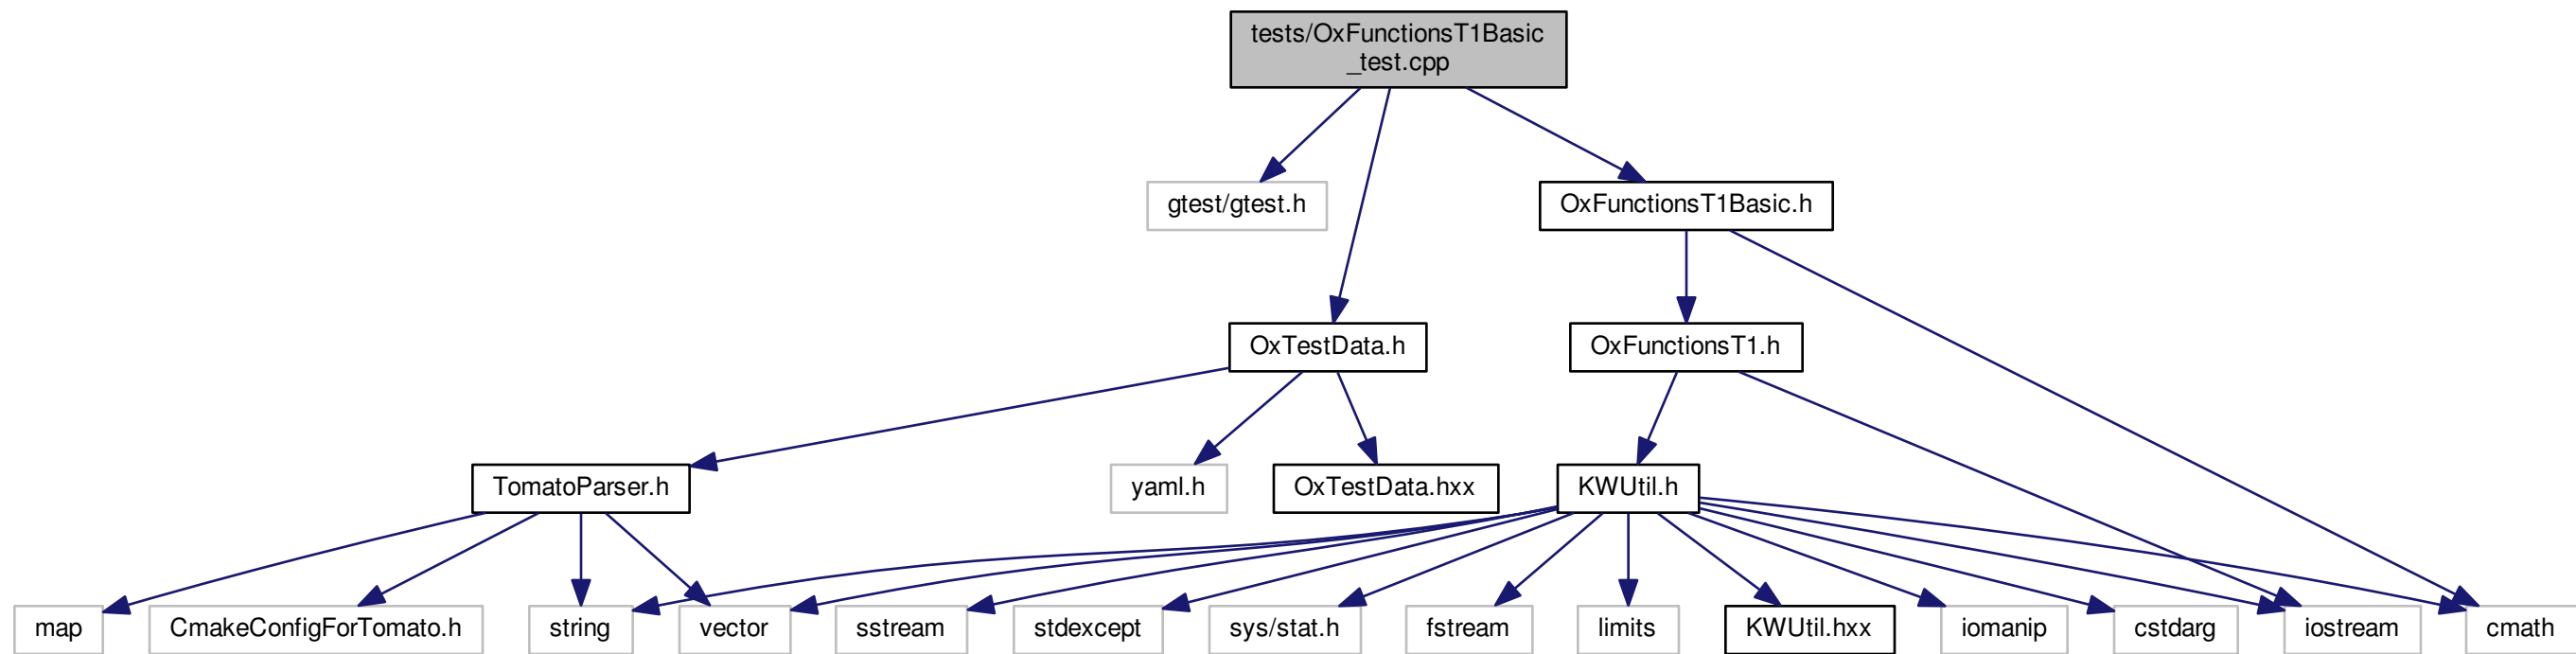 tests/OxFunctionsT1Basic
_test.cpp
gtest/gtest.h
OxFunctionsT1Basic.h
OxTestData.h
OxFunctionsT1.h
TomatoParser.h
yaml.h
OxTestData.hxx
KWUtil.h
map
CmakeConfigForTomato.h
string
vector
sstream
stdexcept
sys/stat.h
fstream
limits
KWUtil.hxx
iomanip
cstdarg
iostream
cmath